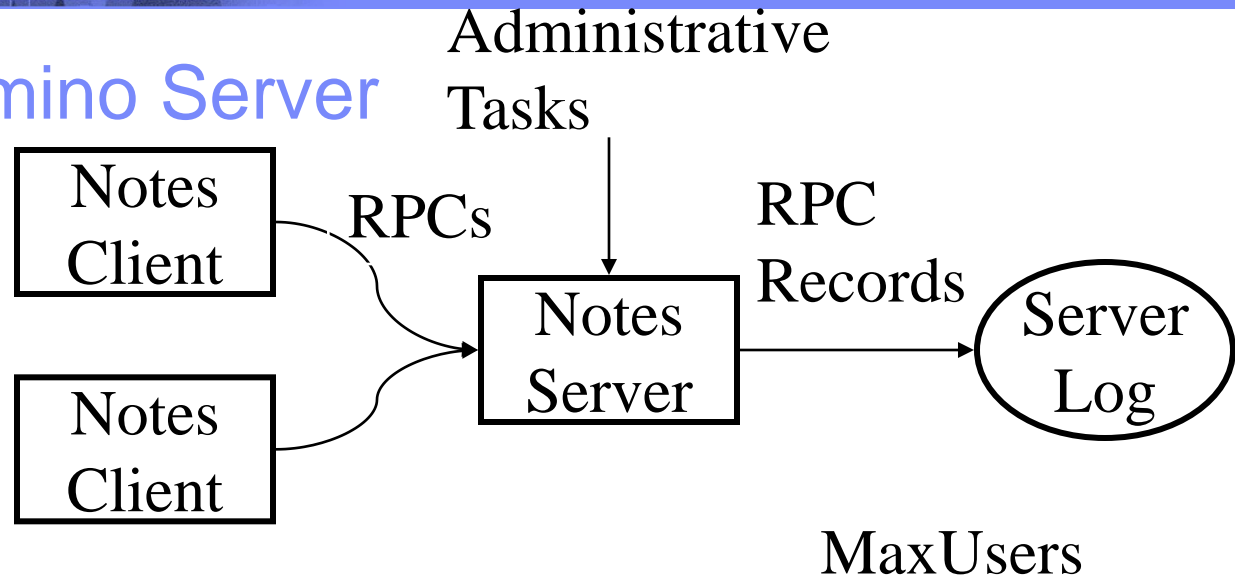 Administrative
Tasks
mino Server
Notes
Client
RPCs
RPC
Records
Notes
Server
Server
Log
Notes
Client
MaxUsers